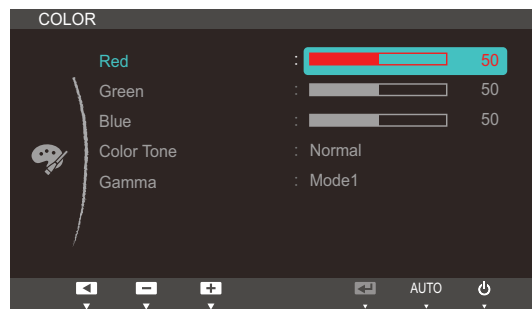 COLOR
Red : 50
Green : 50
Blue : 50
Color Tone : Normal
Gamma : Mode1
AUTO